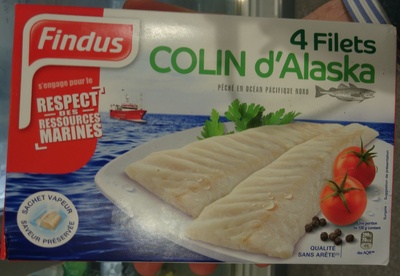 Findus
s'engage pour le
RESPECT
DES
RESSOURCES
MARINES
4 Filets
COLIN d'Alaska
PÊCHÉ EN OCÉAN PACIFIQUE NORD
SACHET VAPEUR
SAVEUR PRÉSERVÉE
QUALITÉ
SANS ARÊTE